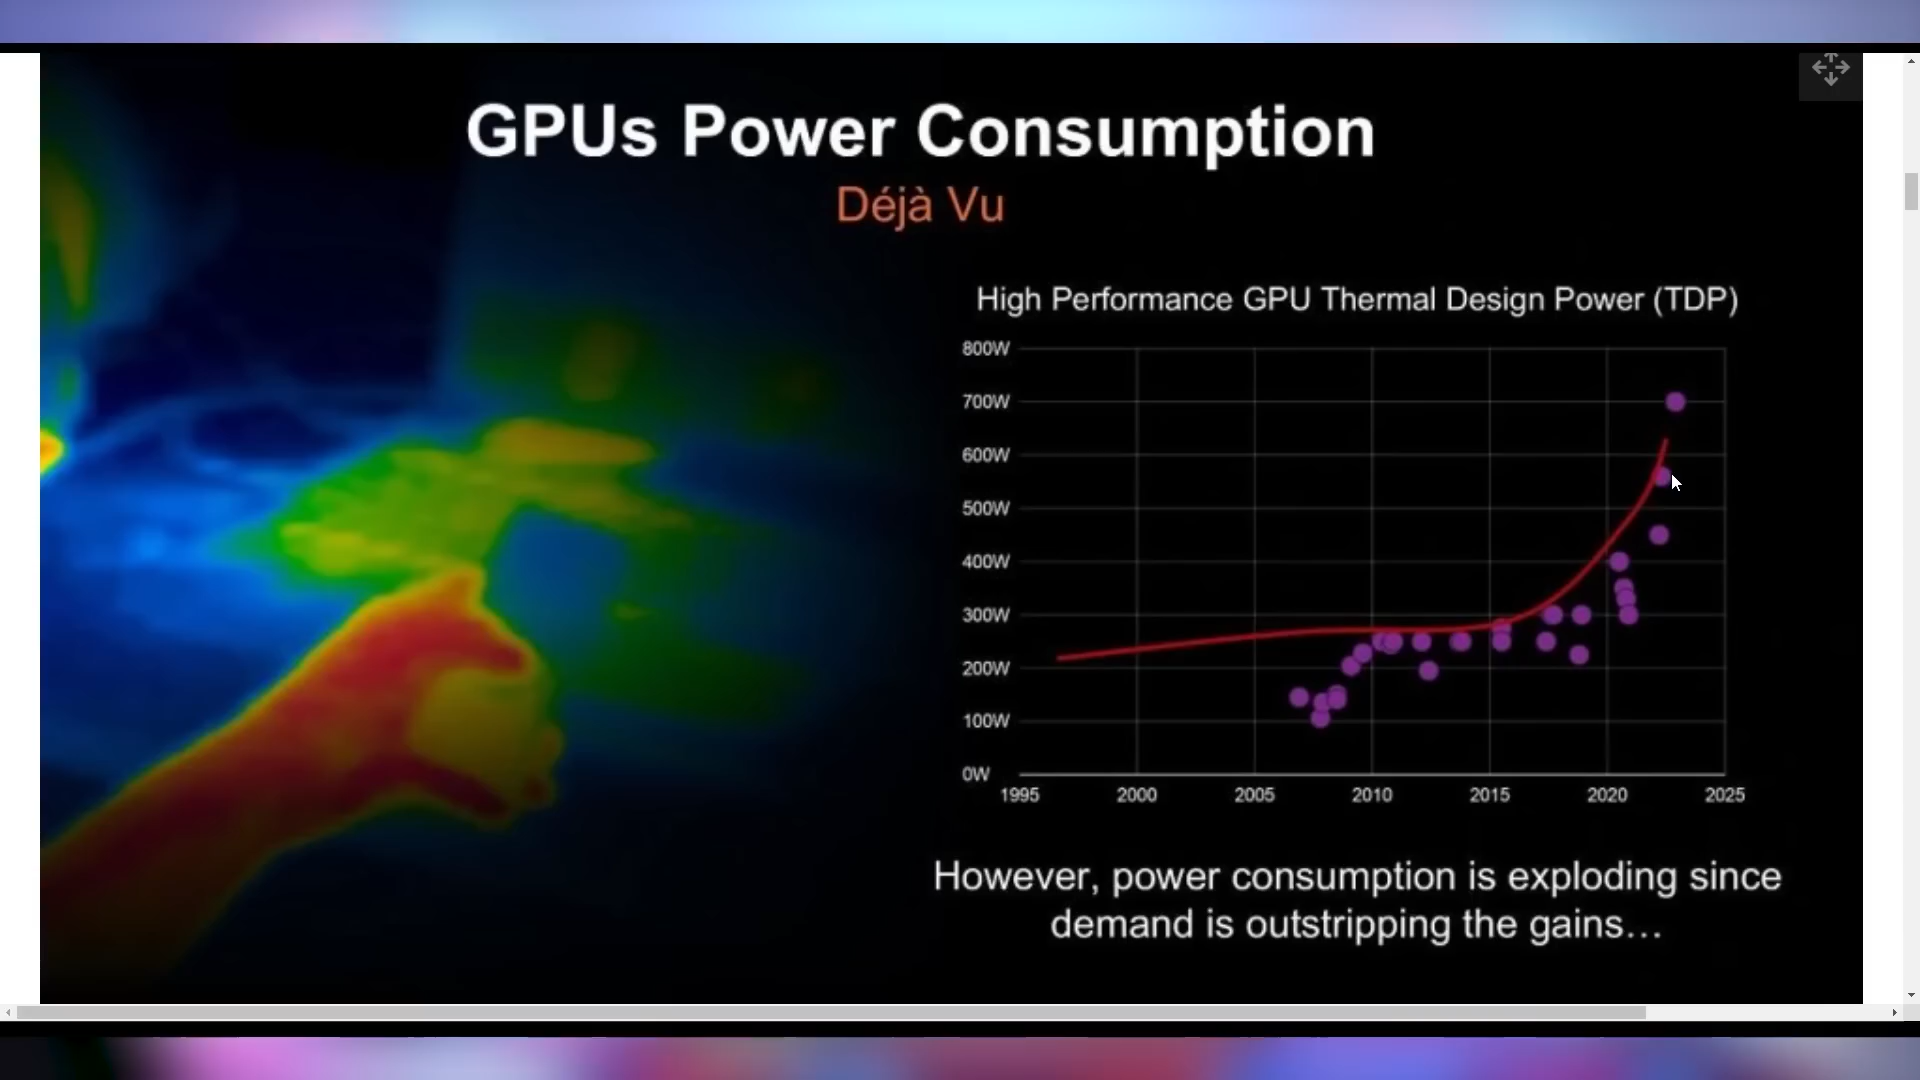 GPUs Power Consumption
Déjà Vu
High Performance GPU Thermal Design Power (TDP)
800W
700W
600W
500W
400W
300W
200W
100W
0W
1995 2000 2005 2010 2015 2020 2025
However, power consumption is exploding since
demand is outstripping the gains…